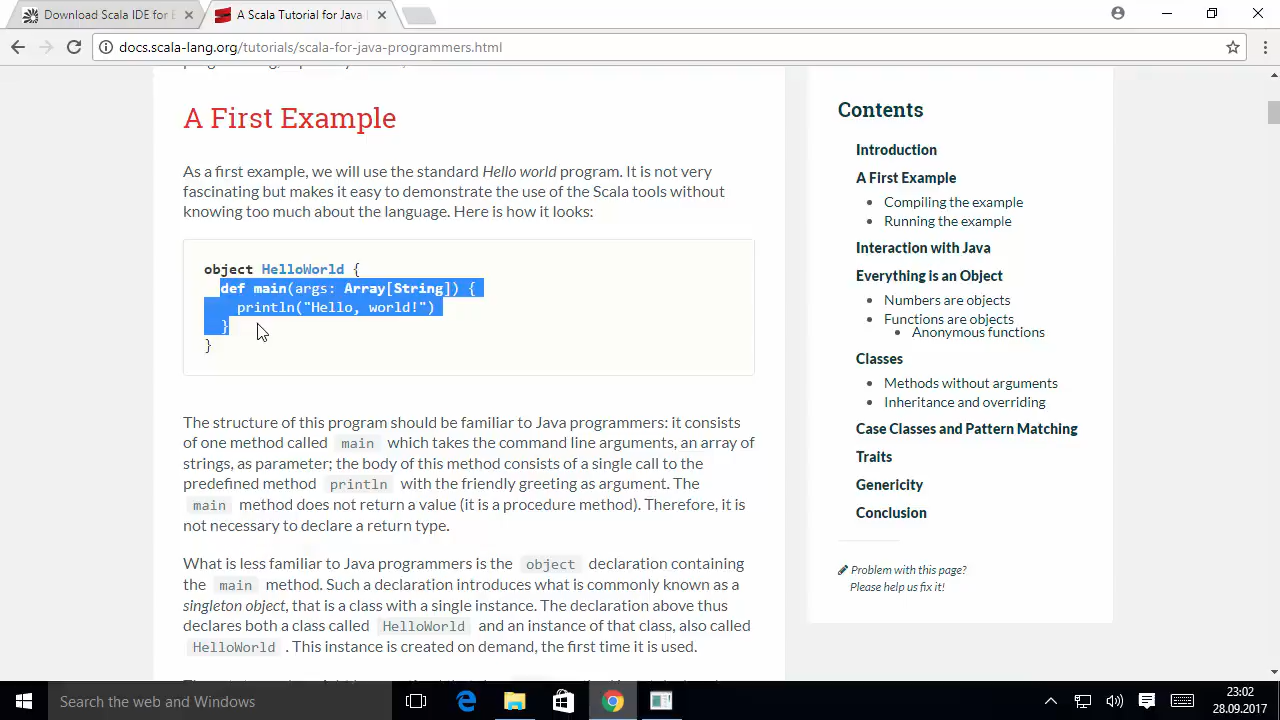 Download Scala IDE for E
A Scala Tutorial for Java
docs.scala-lang.org/tutorials/scala-for-java-programmers.html
A First Example
As a first example, we will use the standard Hello world program. It is not very
fascinating but makes it easy to demonstrate the use of the Scala tools without
knowing too much about the language. Here is how it looks:
object HelloWorld {
def main(args: Array[String]) {
println("Hello, world!")
}
}
The structure of this program should be familiar to Java programmers: it consists
of one method called main which takes the command line arguments, an array of
strings, as parameter; the body of this method consists of a single call to the
predefined method println with the friendly greeting as argument. The
main method does not return a value (it is a procedure method). Therefore, it is
not necessary to declare a return type.
What is less familiar to Java programmers is the object declaration containing
the main method. Such a declaration introduces what is commonly known as a
singleton object, that is a class with a single instance. The declaration above thus
declares both a class called HelloWorld and an instance of that class, also called
HelloWorld . This instance is created on demand, the first time it is used.
Contents
Introduction
A First Example
Compiling the example
Running the example
Interaction with Java
Everything is an Object
Numbers are objects
Functions are objects
Anonymous functions
Classes
Methods without arguments
Inheritance and overriding
Case Classes and Pattern Matching
Traits
Genericity
Conclusion
Problem with this page?
Please help us fix it!
Search the web and Windows
23:02
28.09.2017